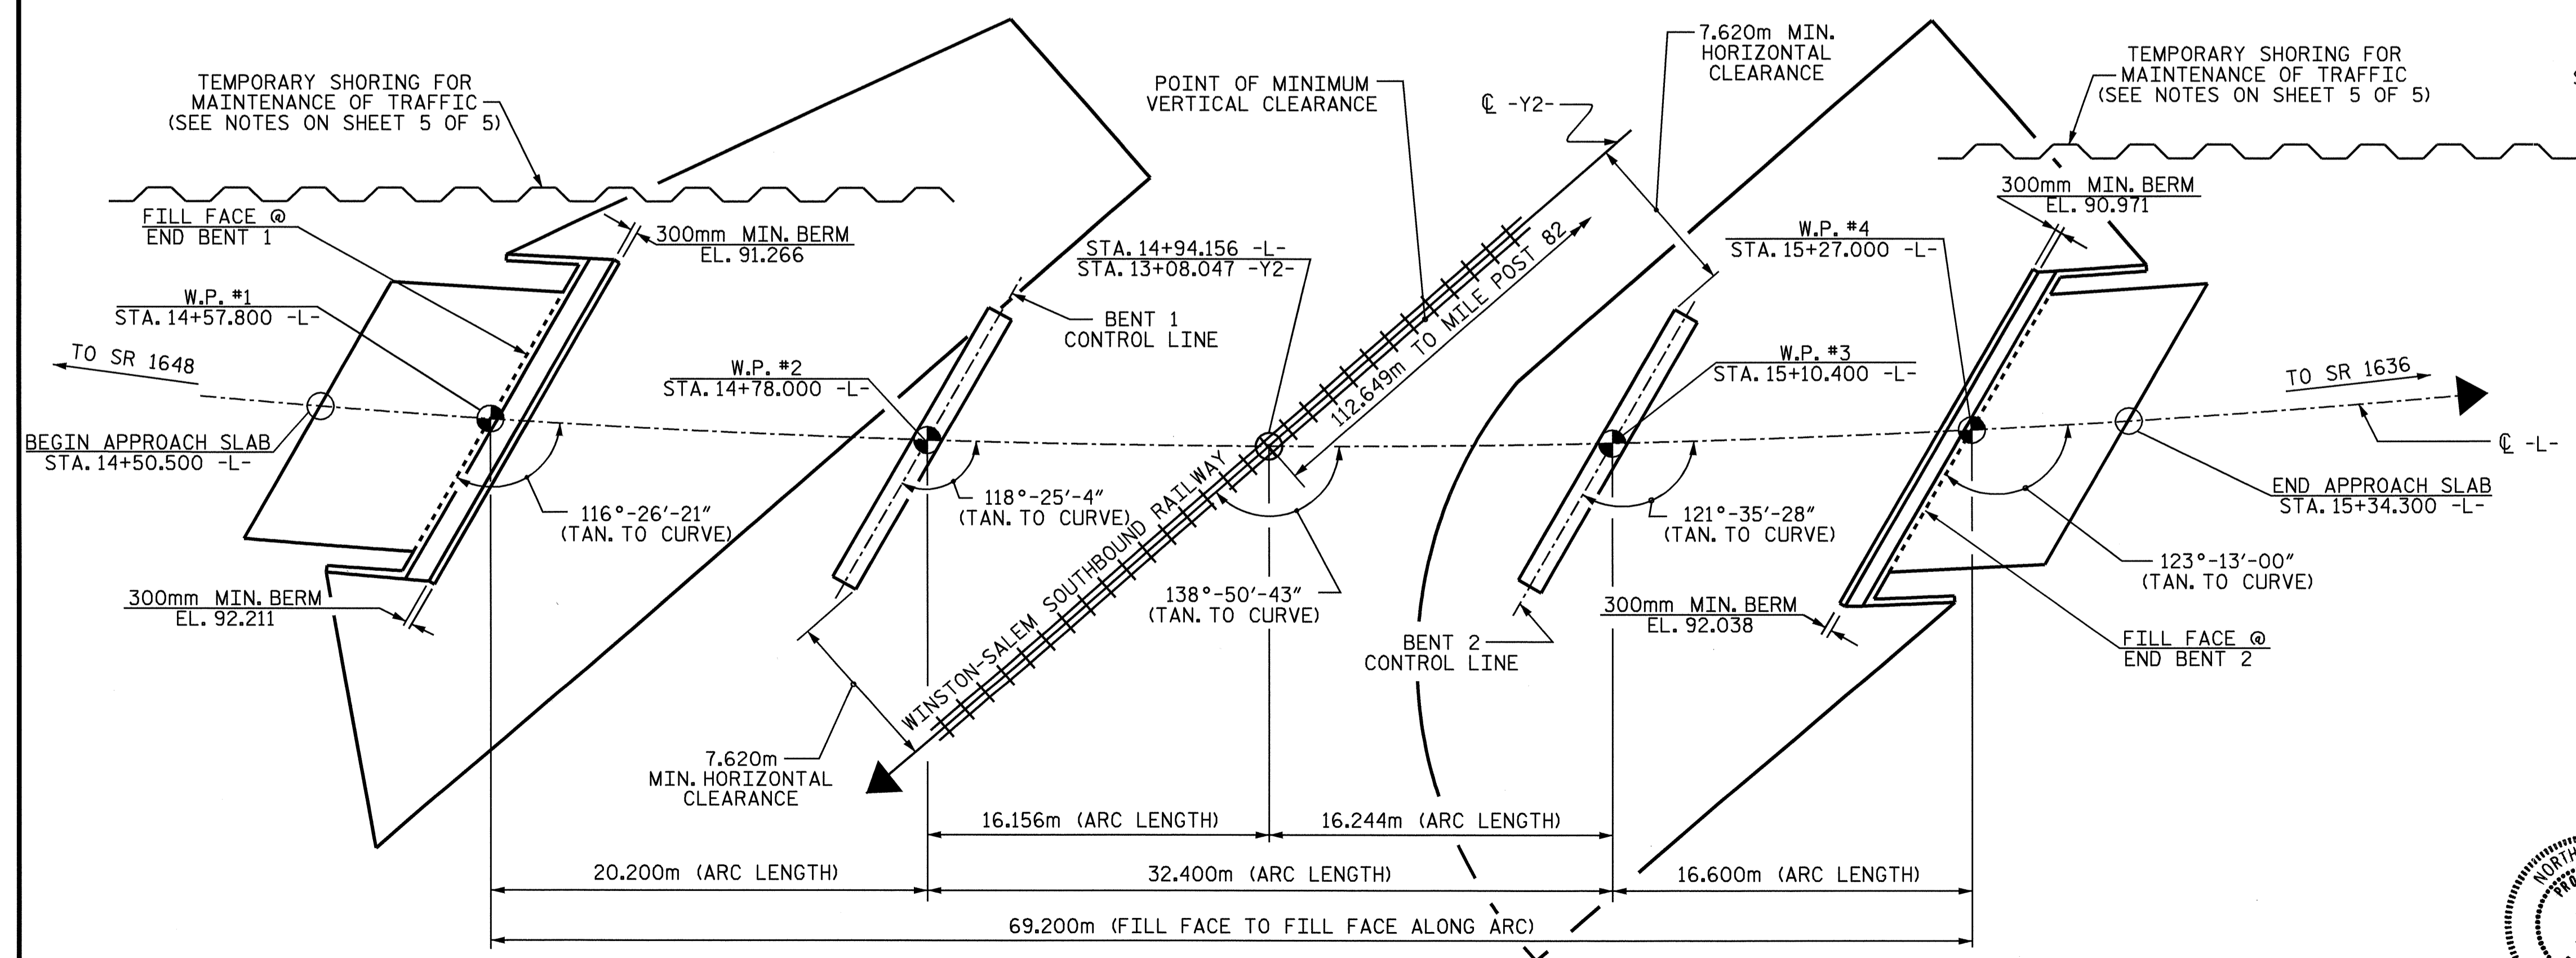 TEMPORARY SHORING FOR
MAINTENANCE OF TRAFFIC
(SEE NOTES ON SHEET 5 OF 5)
POINT OF MINIMUM
VERTICAL CLEARANCE
℄ -Y2-
7.620m MIN.
HORIZONTAL
CLEARANCE
TEMPORARY SHORING FOR
MAINTENANCE OF TRAFFIC
(SEE NOTES ON SHEET 5 OF 5)
FILL FACE @
END BENT 1
300mm MIN. BERM
EL. 91.266
STA. 14+94.156 -L-
STA. 13+08.047 -Y2-
W.P. #4
STA. 15+27.000 -L-
300mm MIN. BERM
EL. 90.971
W.P. #1
STA. 14+57.800 -L-
BENT 1
CONTROL LINE
112.649m TO MILE POST 82
TO SR 1648
W.P. #2
STA. 14+78.000 -L-
W.P. #3
STA. 15+10.400 -L-
TO SR 1636
BEGIN APPROACH SLAB
STA. 14+50.500 -L-
℄ -L-
116°-26'-21"
(TAN. TO CURVE)
118°-25'-4"
(TAN. TO CURVE)
WINSTON-SALEM SOUTHBOUND RAILWAY
138°-50'-43"
(TAN. TO CURVE)
121°-35'-28"
(TAN. TO CURVE)
END APPROACH SLAB
STA. 15+34.300 -L-
123°-13'-00"
(TAN. TO CURVE)
300mm MIN. BERM
EL. 92.211
300mm MIN. BERM
EL. 92.038
BENT 2
CONTROL LINE
FILL FACE @
END BENT 2
7.620m
MIN. HORIZONTAL
CLEARANCE
16.156m (ARC LENGTH)
16.244m (ARC LENGTH)
20.200m (ARC LENGTH)
32.400m (ARC LENGTH)
16.600m (ARC LENGTH)
69.200m (FILL FACE TO FILL FACE ALONG ARC)
NORTH